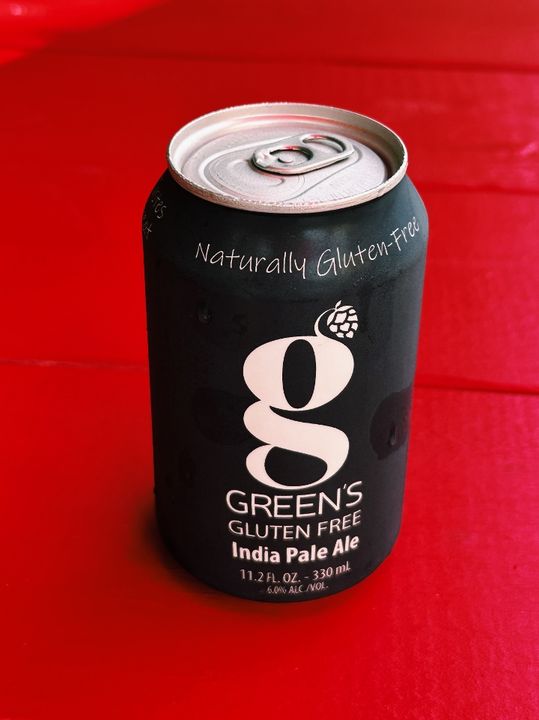 Naturally Gluten-Free
g
GREEN'S
GLUTEN FREE
India Pale Ale
11.2 FL. OZ. - 330 mL
6.0% ALC./VOL.